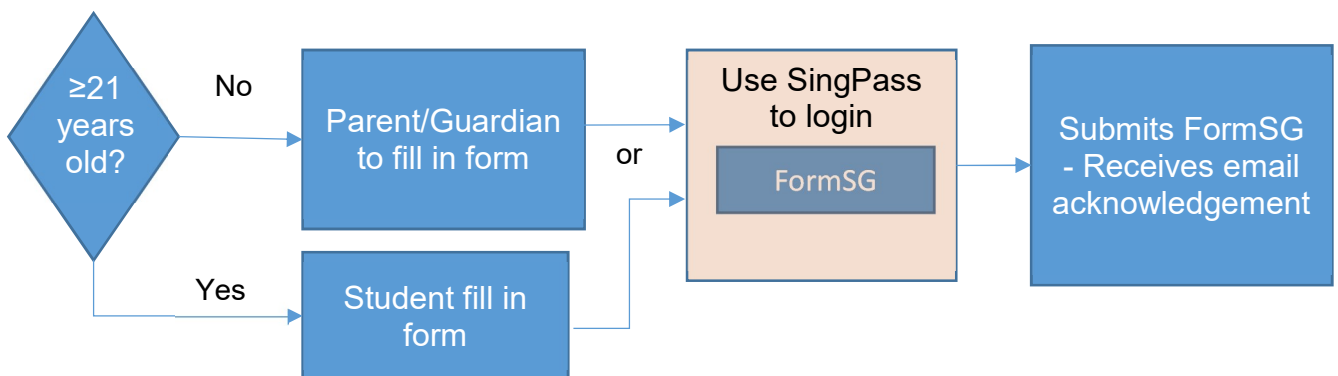 ≥21
years
old?
No
Parent/Guardian
to fill in form
or
Use SingPass
to login
FormSG
Submits FormSG
- Receives email
acknowledgement
Yes
Student fill in
form